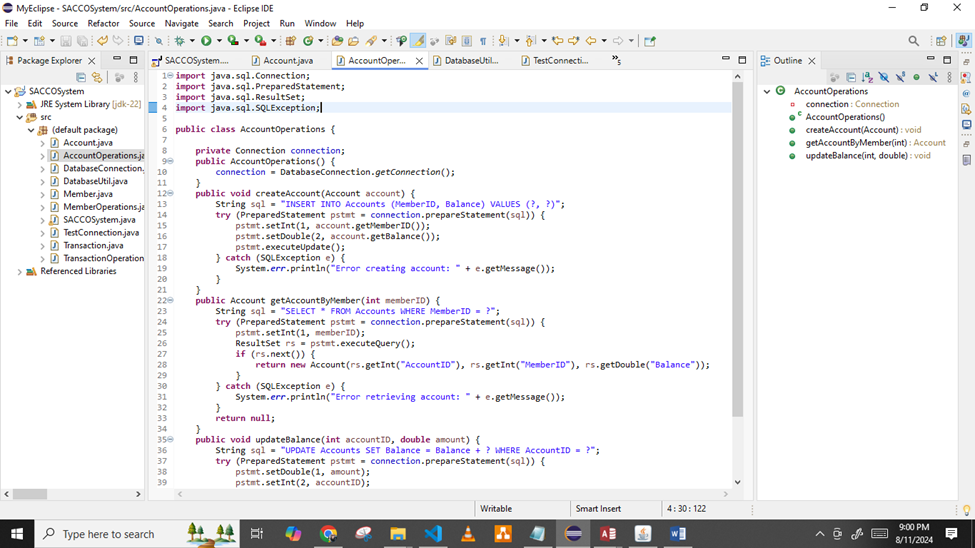 MyEclipse - SACCOSystem/src/AccountOperations.java - Eclipse IDE
File Edit Source Refactor Source Navigate Search Project Run Window Help
Package Explorer
SACCOSystem....
Account.java
AccountOper...
DatabaseUtil...
TestConnecti...
»5
Outline
SACCOSystem
JRE System Library [jdk-22]
src
(default package)
Account.java
AccountOperations.ja
DatabaseConnection.
DatabaseUtil.java
Member.java
MemberOperations.ja
SACCOSystem.java
TestConnection.java
Transaction.java
TransactionOperation
Referenced Libraries
1 import java.sql.Connection;
2 import java.sql.PreparedStatement;
3 import java.sql.ResultSet;
4 import java.sql.SQLException;
5
6 public class AccountOperations {
7
8 private Connection connection;
9 public AccountOperations() {
10 connection = DatabaseConnection.getConnection();
11 }
12 public void createAccount(Account account) {
13 String sql = "INSERT INTO Accounts (MemberID, Balance) VALUES (?, ?)";
14 try (PreparedStatement pstmt = connection.prepareStatement(sql)) {
15 pstmt.setInt(1, account.getMemberID());
16 pstmt.setDouble(2, account.getBalance());
17 pstmt.executeUpdate();
18 } catch (SQLException e) {
19 System.err.println("Error creating account: " + e.getMessage());
20 }
21 }
22 public Account getAccountByMember(int memberID) {
23 String sql = "SELECT * FROM Accounts WHERE MemberID = ?";
24 try (PreparedStatement pstmt = connection.prepareStatement(sql)) {
25 pstmt.setInt(1, memberID);
26 ResultSet rs = pstmt.executeQuery();
27 if (rs.next()) {
28 return new Account(rs.getInt("AccountID"), rs.getInt("MemberID"), rs.getDouble("Balance"));
29 }
30 } catch (SQLException e) {
31 System.err.println("Error retrieving account: " + e.getMessage());
32 }
33 return null;
34 }
35 public void updateBalance(int accountID, double amount) {
36 String sql = "UPDATE Accounts SET Balance = Balance + ? WHERE AccountID = ?";
37 try (PreparedStatement pstmt = connection.prepareStatement(sql)) {
38 pstmt.setDouble(1, amount);
39 pstmt.setInt(2, accountID);
AccountOperations
connection : Connection
AccountOperations()
createAccount(Account) : void
getAccountByMember(int) : Account
updateBalance(int, double) : void
Writable
Smart Insert
4 : 30 : 122
Type here to search
9:00 PM
8/11/2024